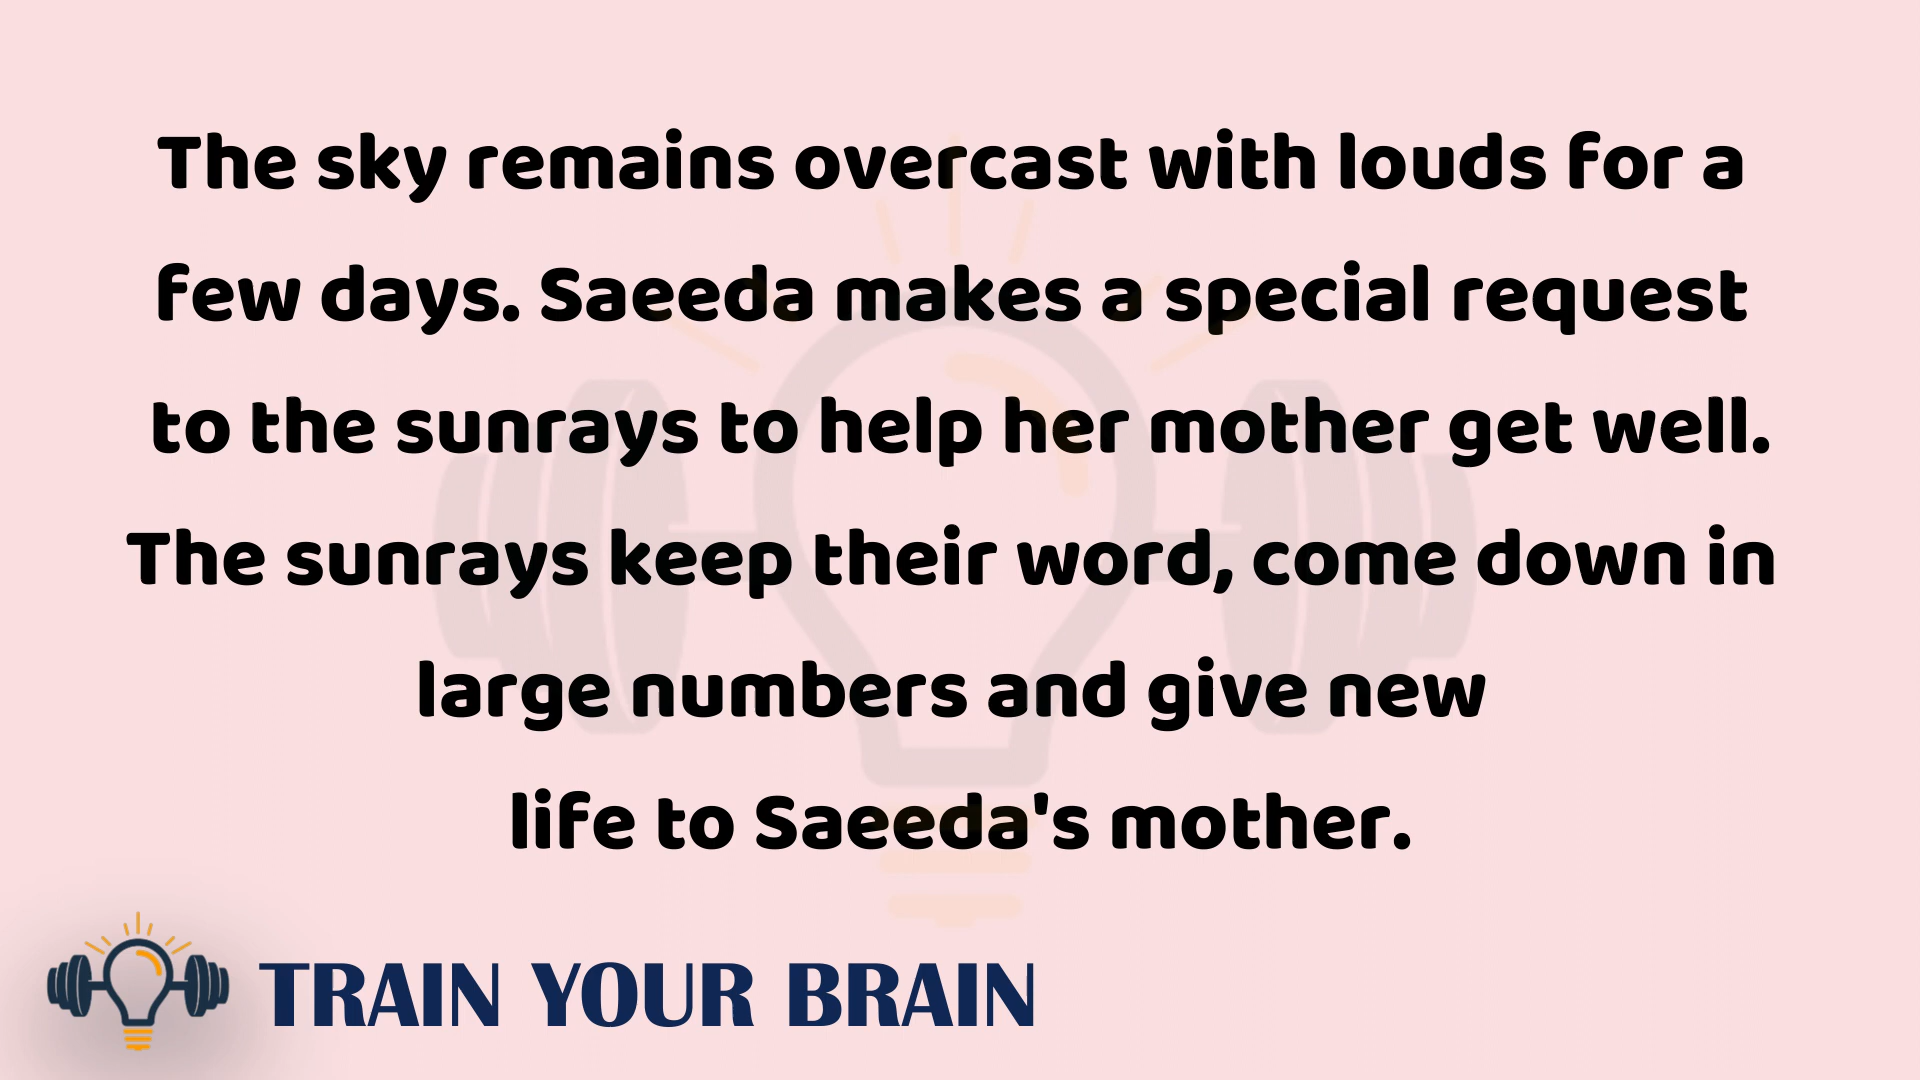 The sky remains overcast with louds for a
few days. Saeeda makes a special request
to the sunrays to help her mother get well.
The sunrays keep their word, come down in
large numbers and give new
life to Saeeda's mother.
TRAIN YOUR BRAIN